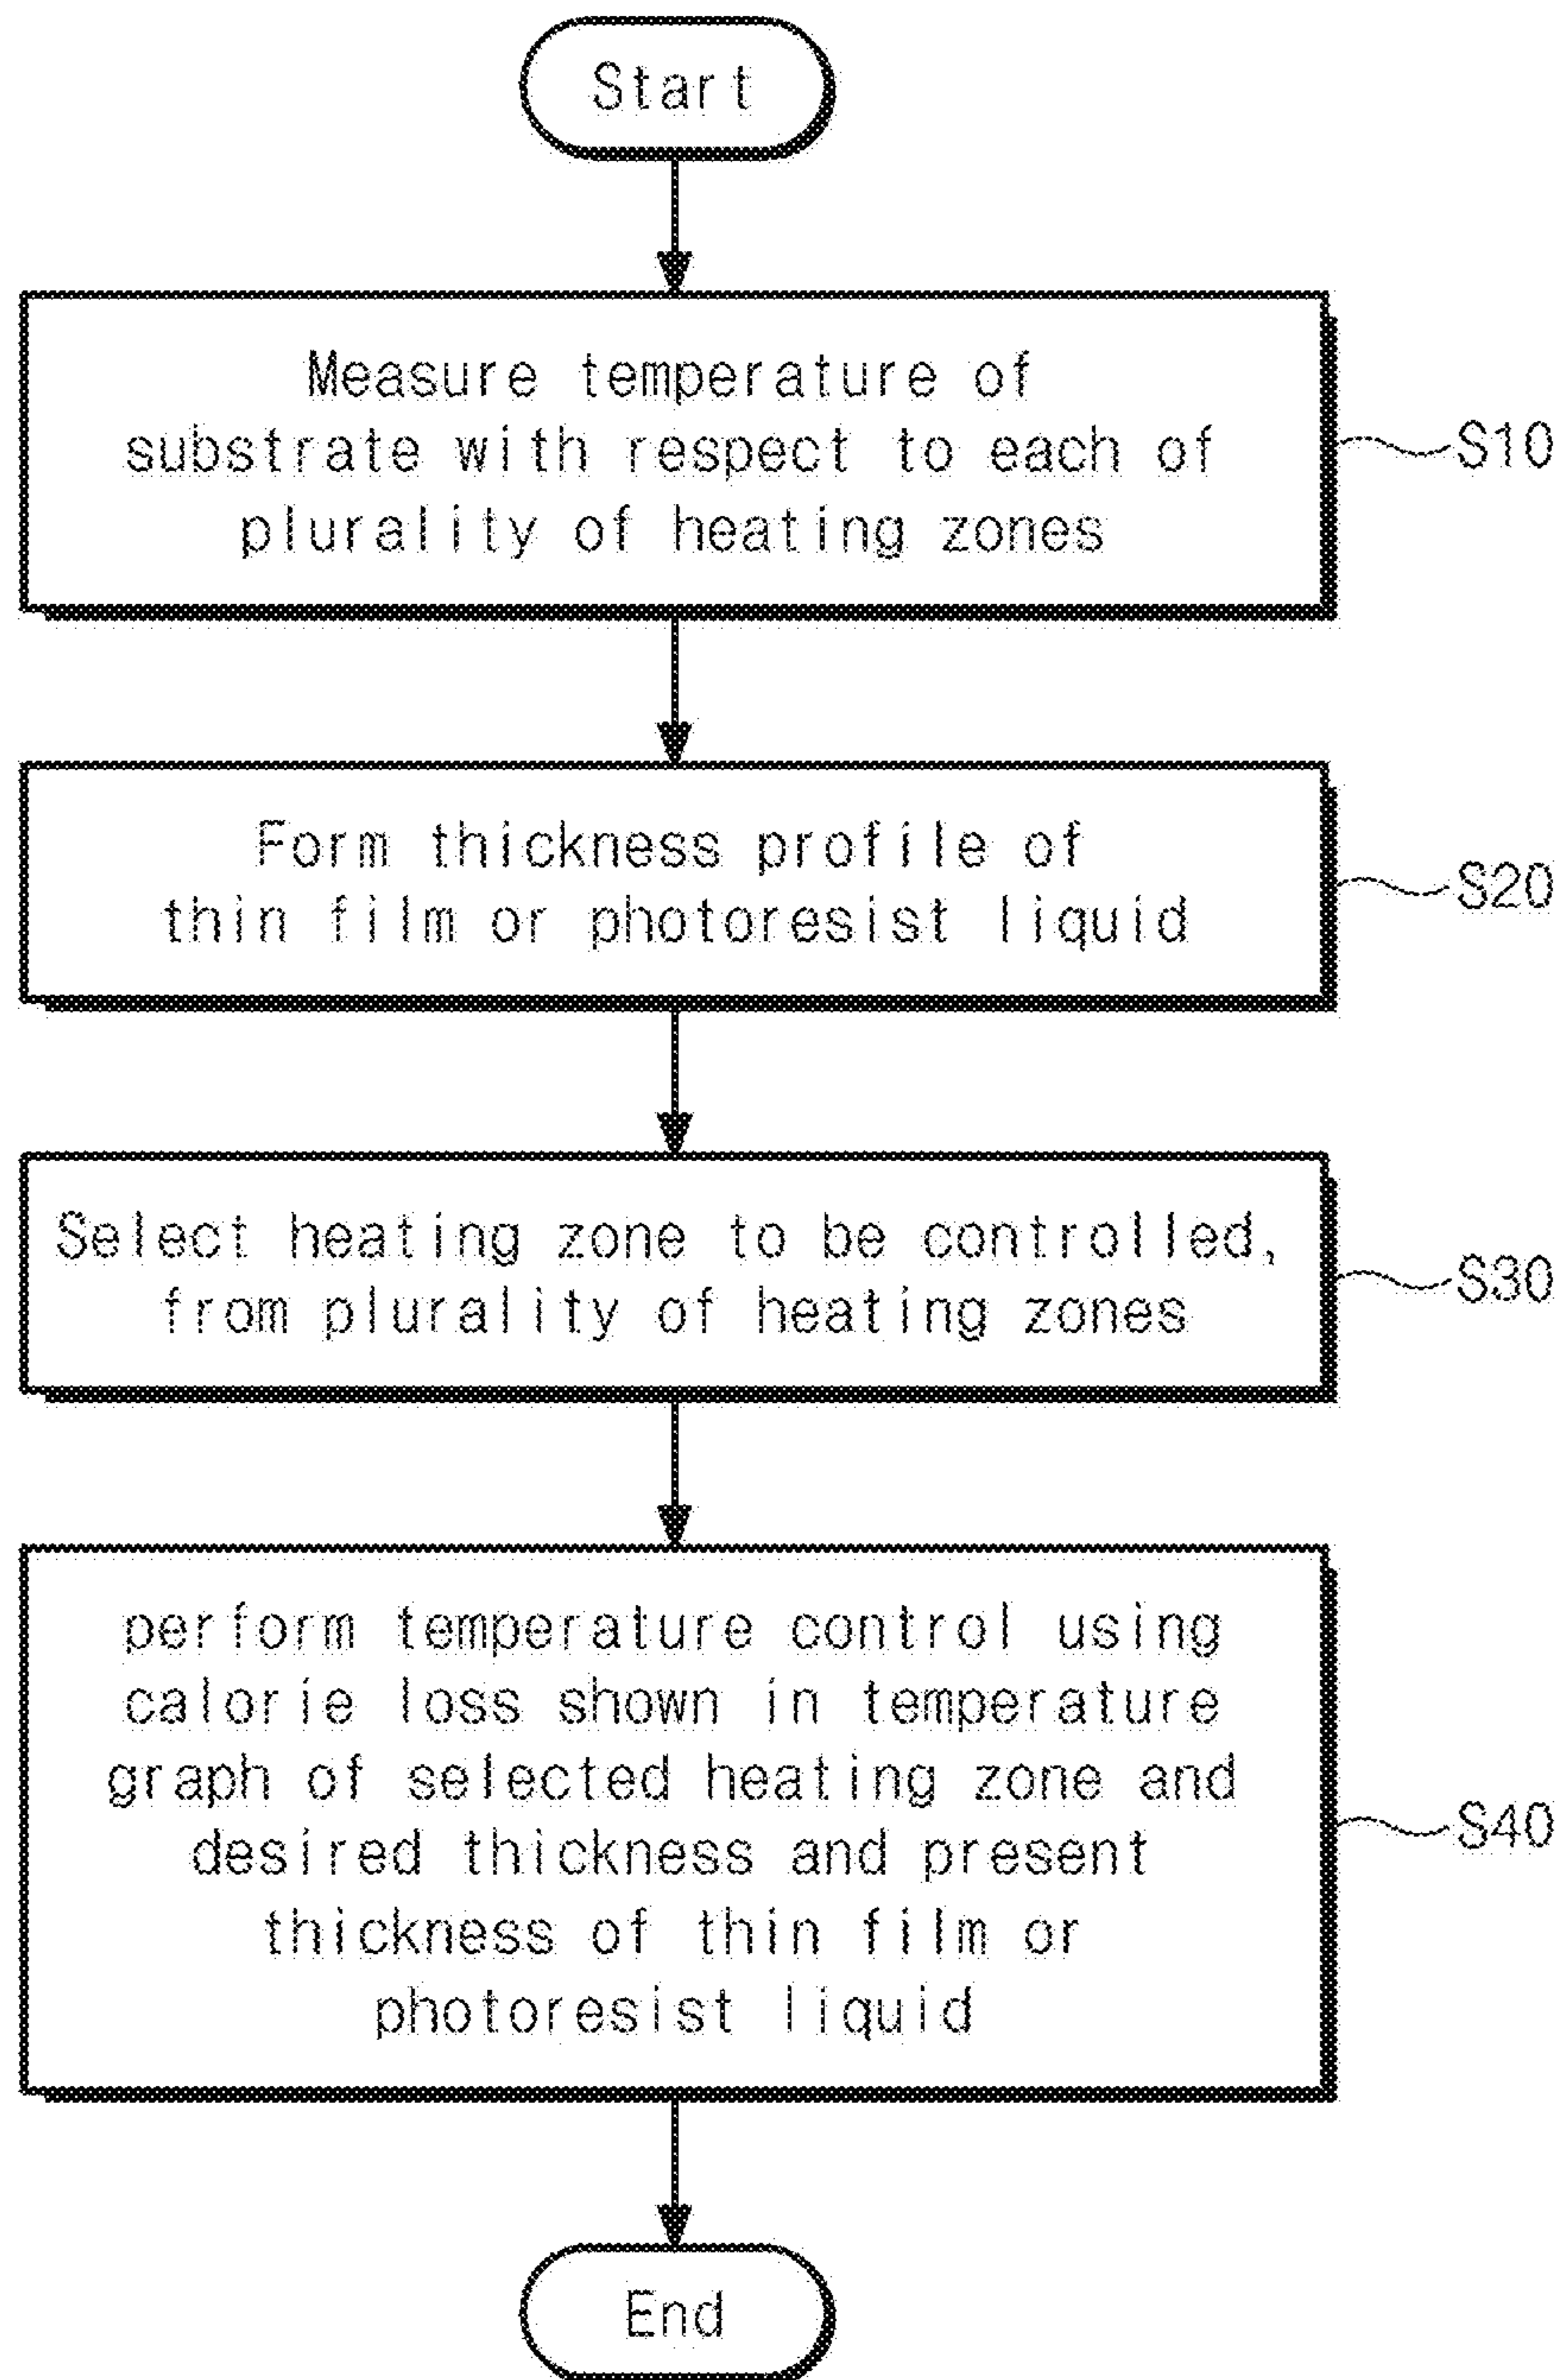 Start
Measure temperature of
substrate with respect to each of
plurality of heating zones
S10
Form thickness profile of
thin film or photoresist liquid
S20
Select heating zone to be controlled,
from plurality of heating zones
S30
perform temperature control using
calorie loss shown in temperature
graph of selected heating zone and
desired thickness and present
thickness of thin film or
photoresist liquid
S40
End